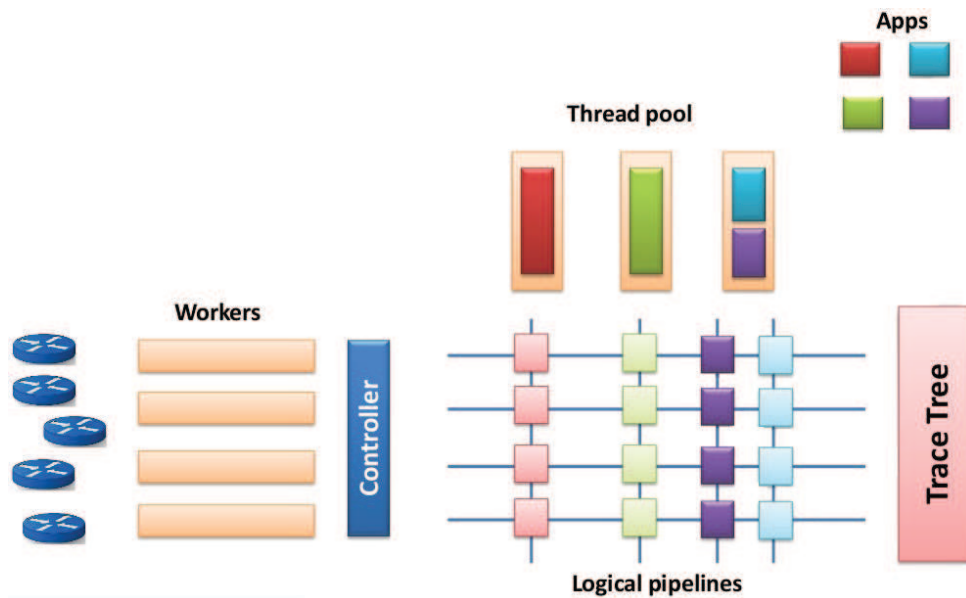 Apps
Thread pool
Workers
Controller
Trace Tree
Logical pipelines